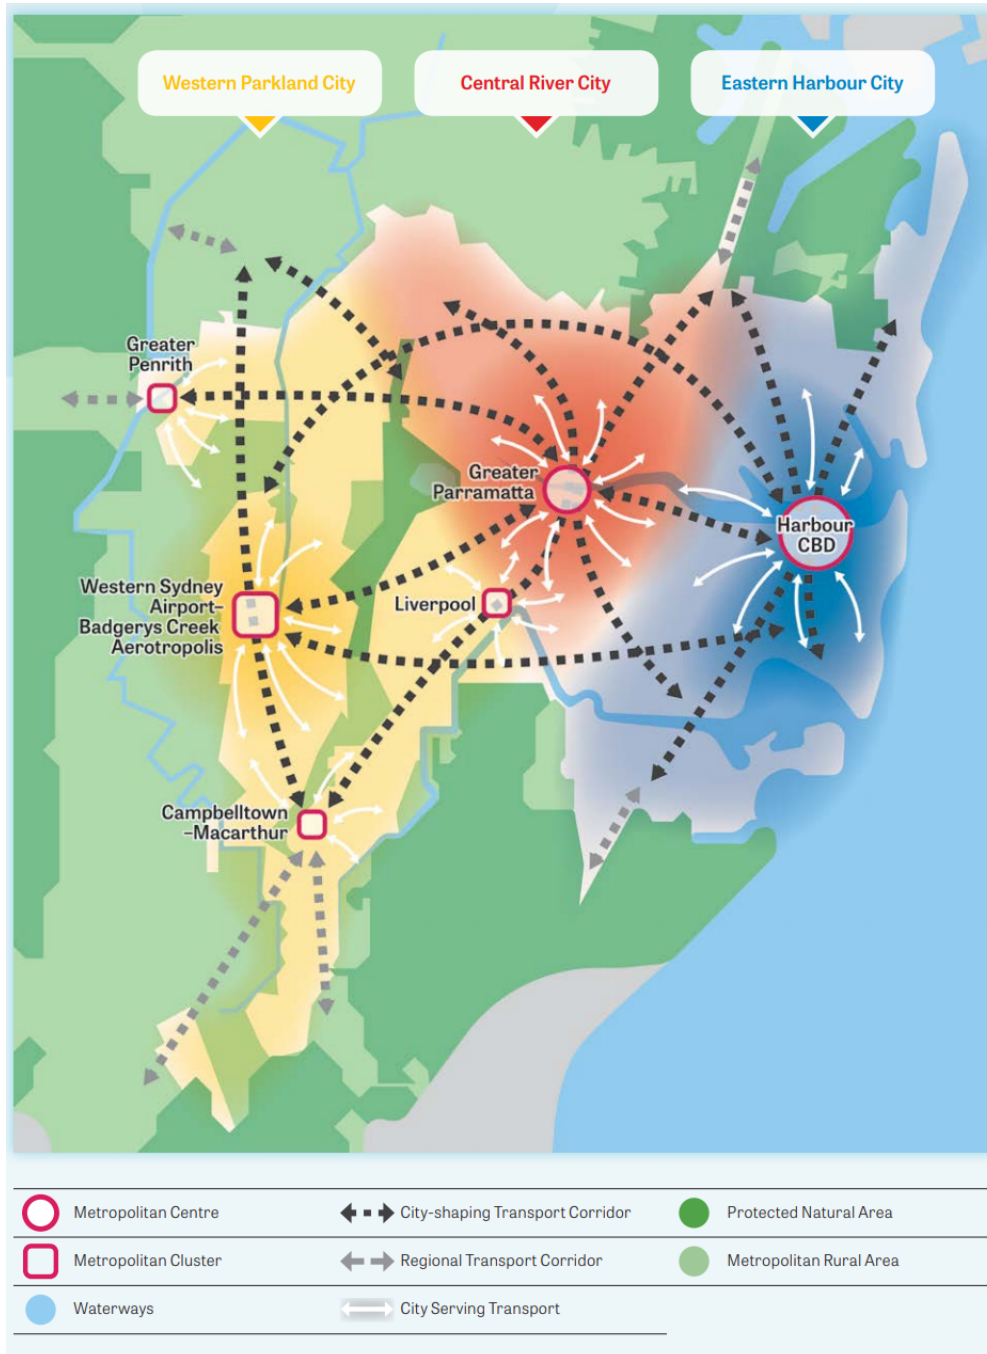 Western Parkland City
Central River City
Eastern Harbour City
Greater
Penrith
Greater
Parramatta
Harbour
CBD
Western Sydney
Airport–
Badgerys Creek
Aerotropolis
Liverpool
Campbelltown
–Macarthur
Metropolitan Centre
City-shaping Transport Corridor
Protected Natural Area
Metropolitan Cluster
Regional Transport Corridor
Metropolitan Rural Area
Waterways
City Serving Transport